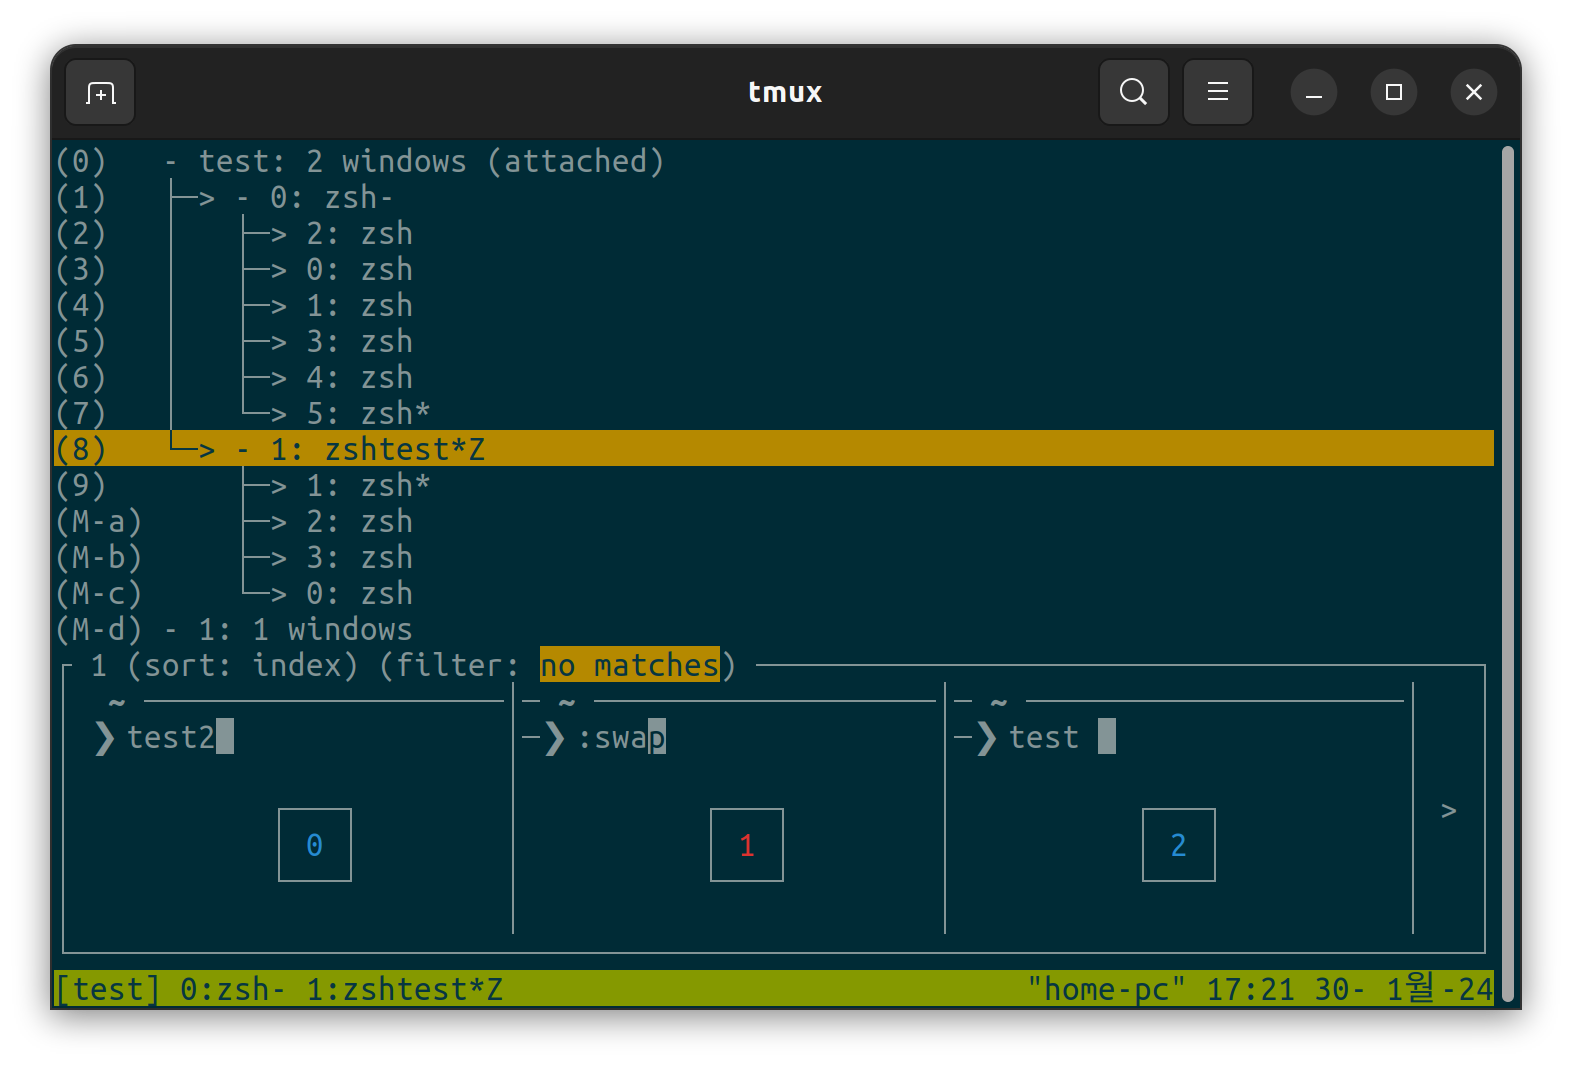 tmux
(0) - test: 2 windows (attached)
(1) ├─> - 0: zsh-
(2) │ ├─> 2: zsh
(3) │ ├─> 0: zsh
(4) │ ├─> 1: zsh
(5) │ ├─> 3: zsh
(6) │ ├─> 4: zsh
(7) │ └─> 5: zsh*
(8) └─> - 1: zshtest*Z
(9) ├─> 1: zsh*
(M-a) ├─> 2: zsh
(M-b) ├─> 3: zsh
(M-c) └─> 0: zsh
(M-d) - 1: 1 windows
1 (sort: index) (filter: no matches)
~ ~ ~
❯ test2 ❯ :swap ❯ test
>
0 1 2
[test] 0:zsh- 1:zshtest*Z "home-pc" 17:21 30- 1월-24